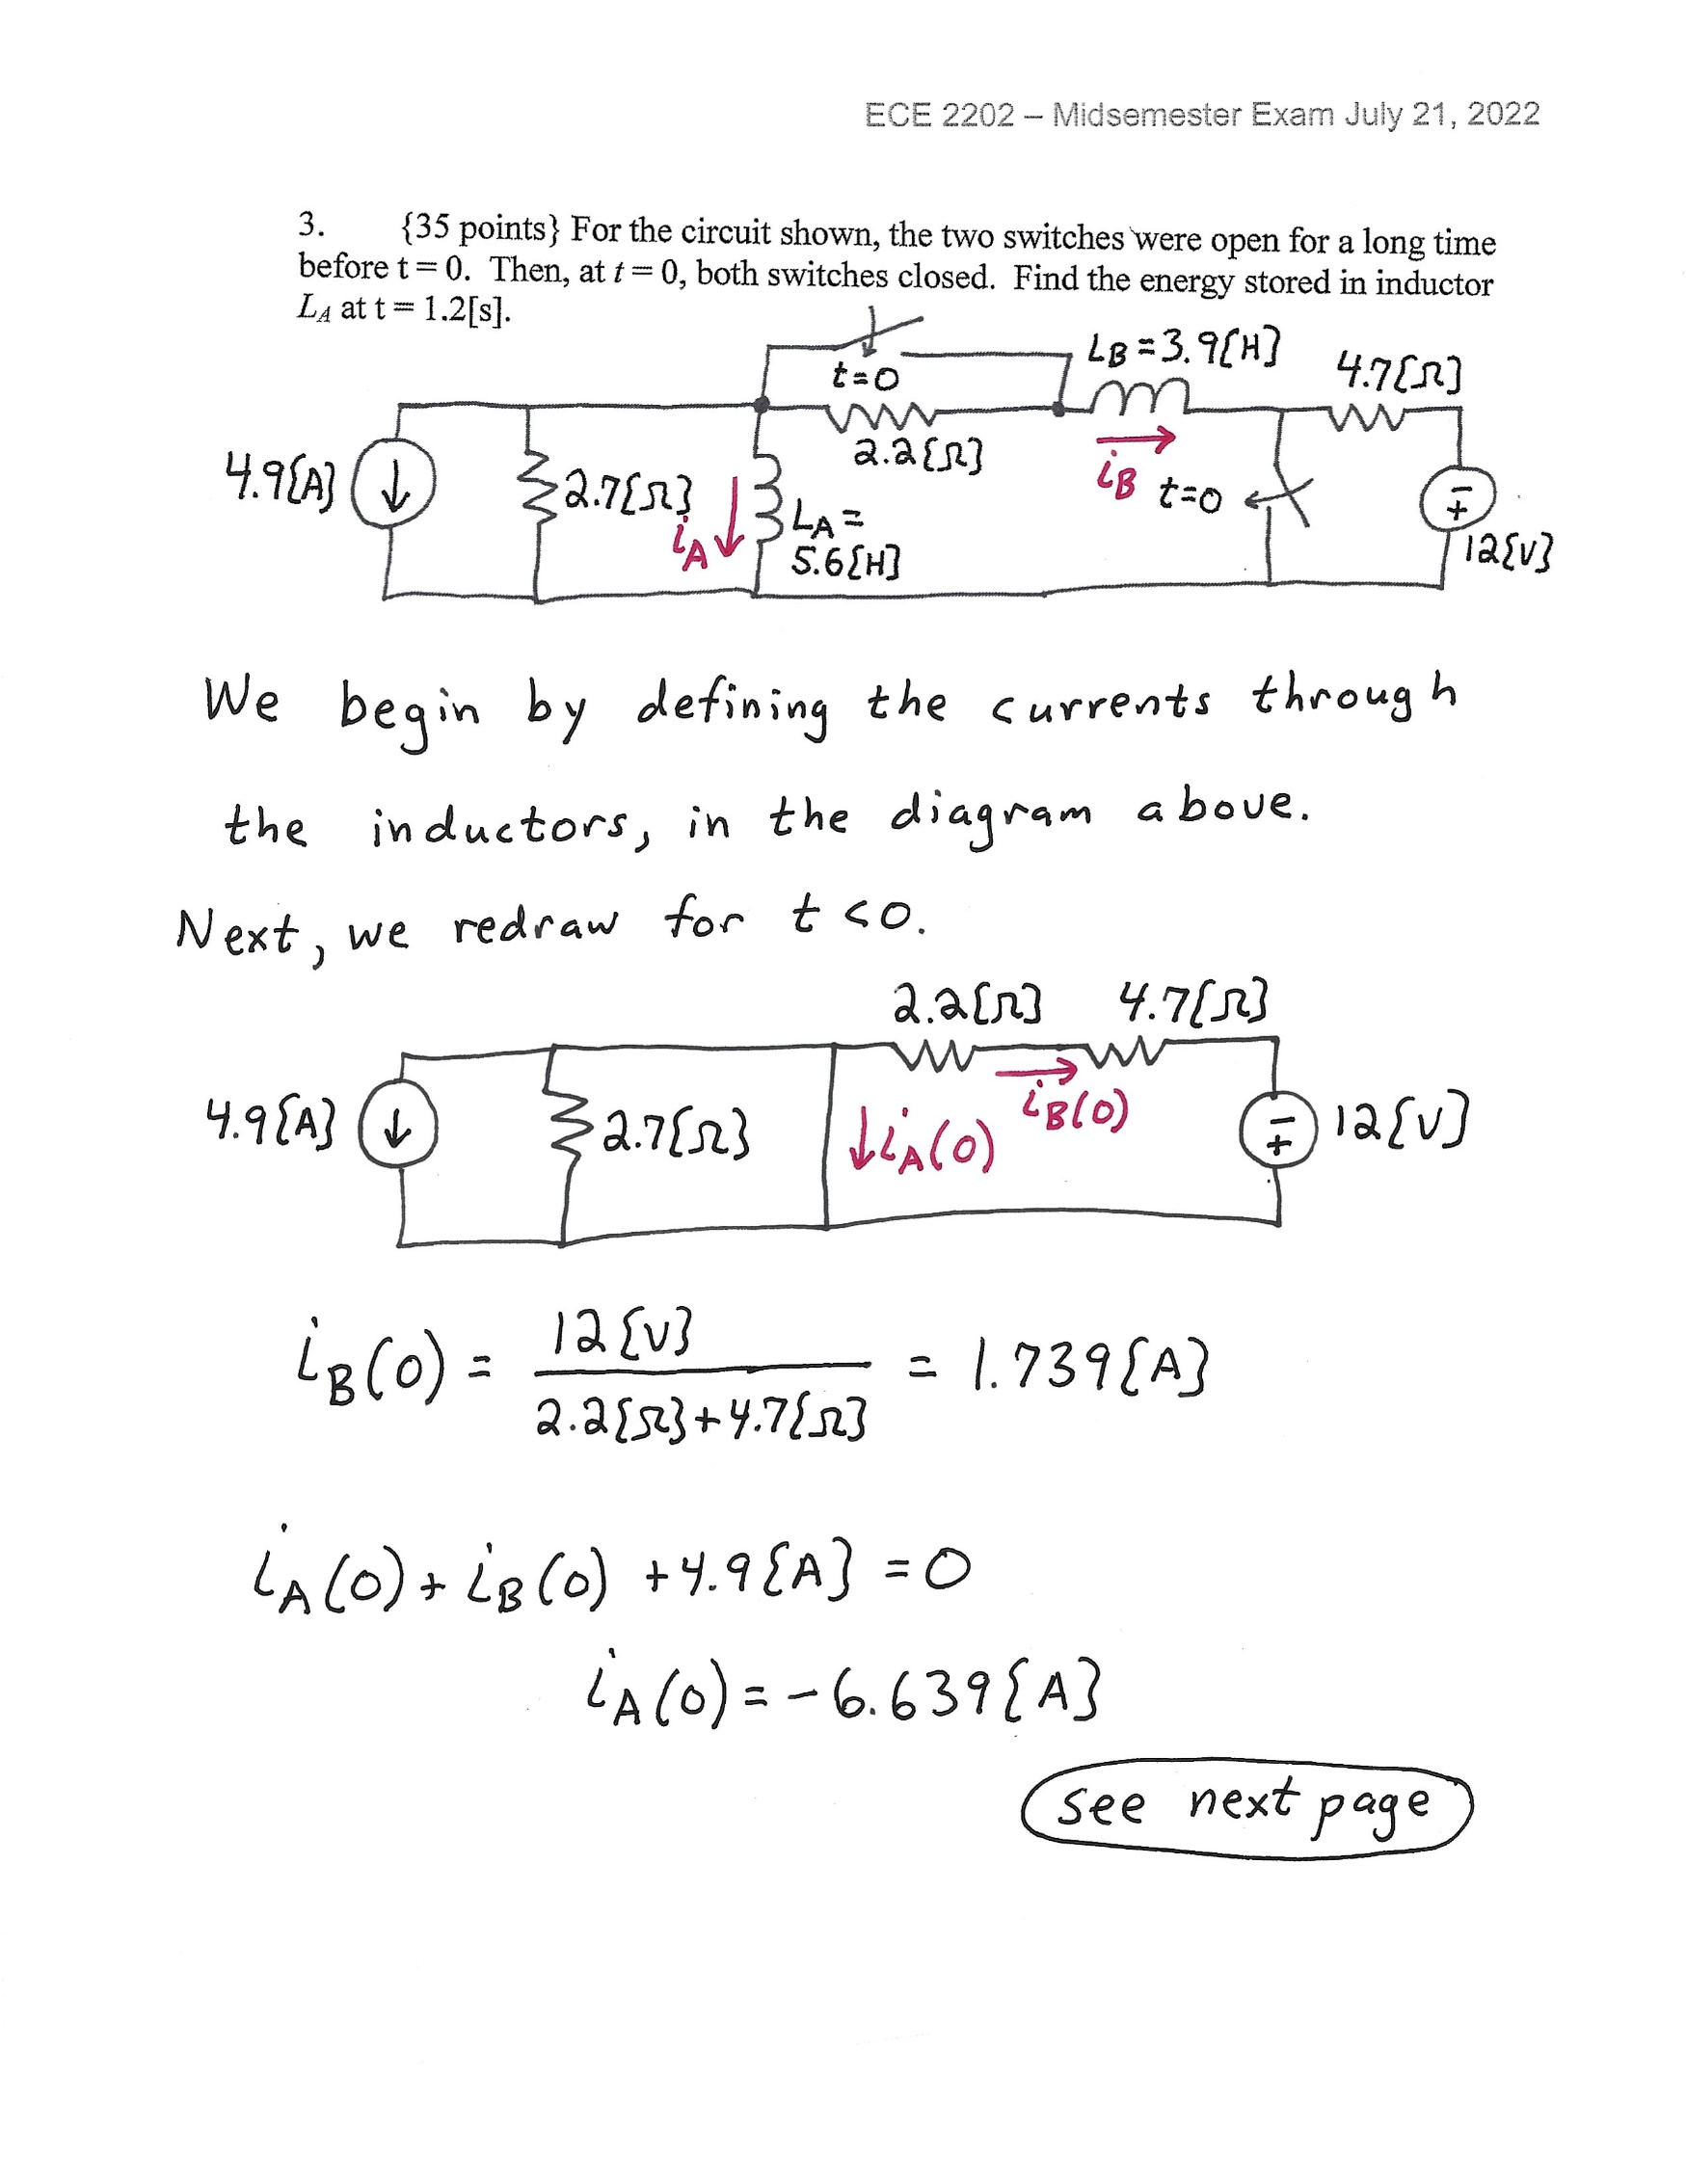 ECE 2202 – Midsemester Exam July 21, 2022
3. {35 points} For the circuit shown, the two switches were open for a long time
before t = 0. Then, at t = 0, both switches closed. Find the energy stored in inductor
L_A at t = 1.2[s].
L_B = 3.9[H]
4.7[Ω]
t=0
2.2[Ω]
4.9[A]
2.7[Ω]
i_A
L_A =
5.6[H]
i_B
t=0
- +
12[V]
We begin by defining the currents through
the inductors, in the diagram above.
Next, we redraw for t <0.
2.2[Ω] 4.7[Ω]
4.9[A]
2.7[Ω]
i_A(0)
i_B(0)
- +
12[V]
i_B(0) = 12[V] / 2.2[Ω]+4.7[Ω] = 1.739[A]
i_A(0) + i_B(0) + 4.9[A] = 0
i_A(0) = -6.639[A]
see next page